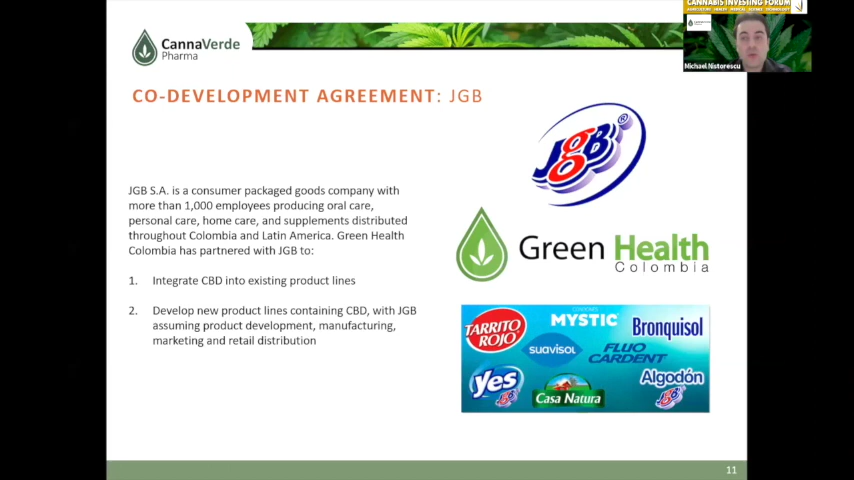 CANNABIS INVESTING FORUM
Michael Nistorescu
CannaVerde
Pharma
CO-DEVELOPMENT AGREEMENT: JGB
JGB S.A. is a consumer packaged goods company with
more than 1,000 employees producing oral care,
personal care, home care, and supplements distributed
throughout Colombia and Latin America. Green Health
Colombia has partnered with JGB to:
1. Integrate CBD into existing product lines
2. Develop new product lines containing CBD, with JGB
assuming product development, manufacturing,
marketing and retail distribution
JGB®
Green Health
Colombia
TARRITO
ROJO
MYSTIC
Bronquisol
suavisol
FLUO
CARDENT
yes
JGB
Casa Natura
Algodón
JGB
11